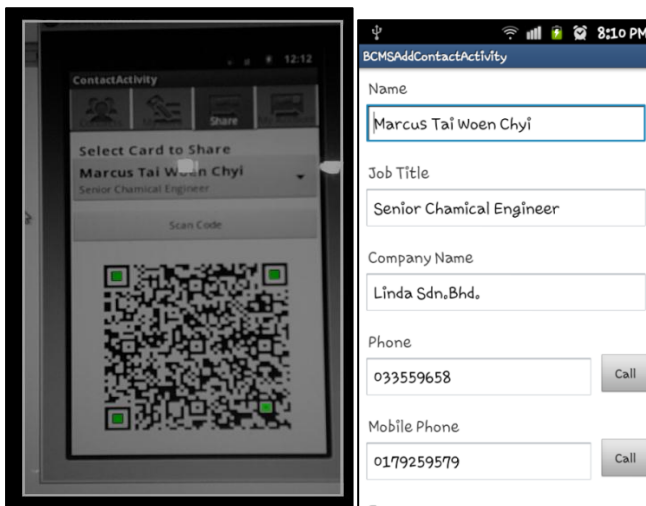 12:12
ContactActivity
Share
Select Card to Share
Marcus Tai Woen Chyi
Senior Chamical Engineer
Scan Code
8:10 PM
BCMSAddContactActivity
Name
Marcus Tai Woen Chyi
Job Title
Senior Chamical Engineer
Company Name
Linda Sdn.Bhd.
Phone
033559658
Call
Mobile Phone
0179259579
Call